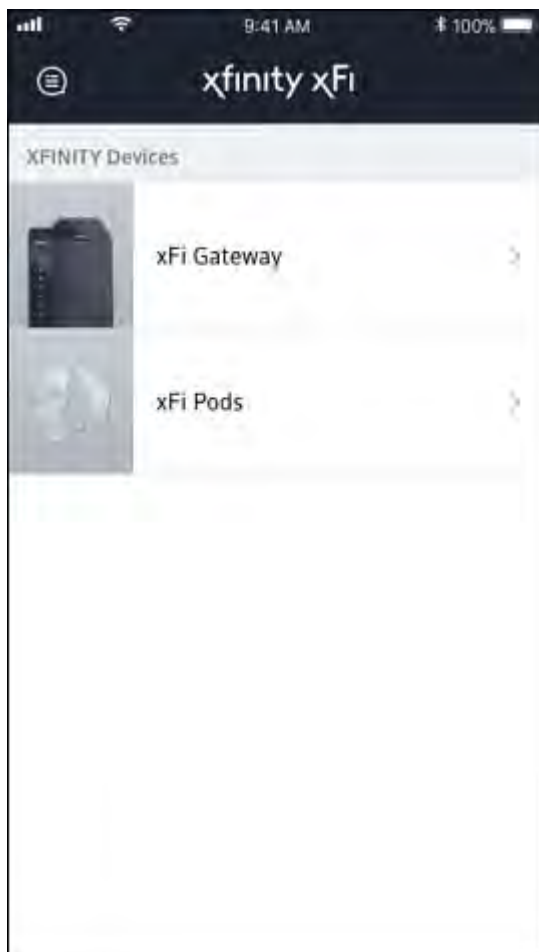 9:41 AM
100%
xfinity xFi
XFINITY Devices
xFi Gateway
xFi Pods